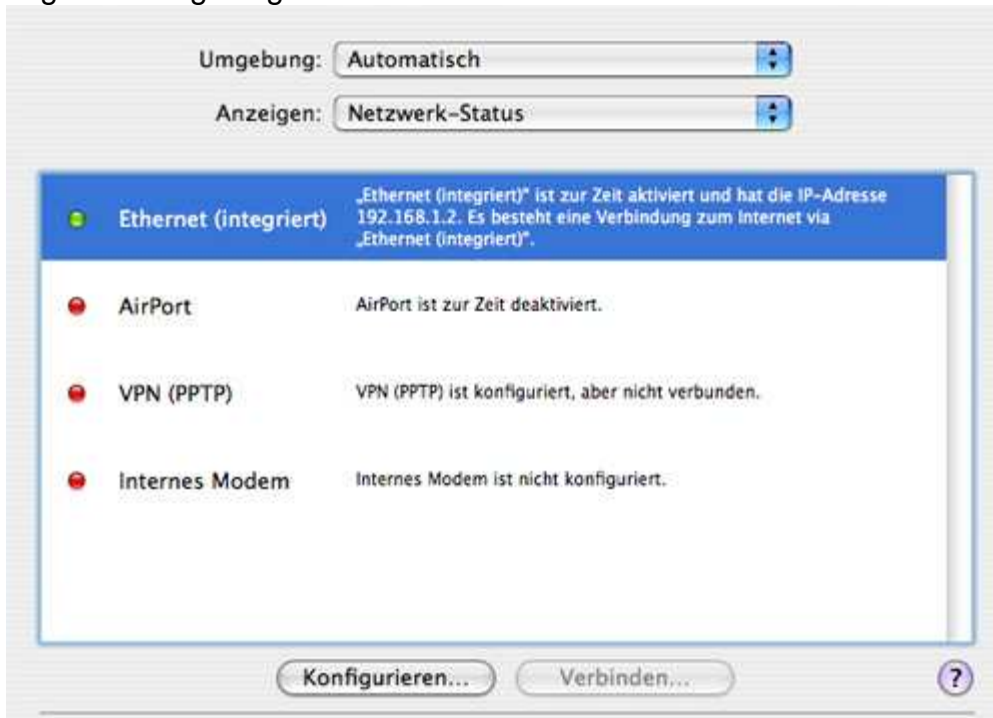 Umgebung: Automatisch
Anzeigen: Netzwerk-Status
Ethernet (integriert)
„Ethernet (integriert)“ ist zur Zeit aktiviert und hat die IP-Adresse
192.168.1.2. Es besteht eine Verbindung zum Internet via
„Ethernet (integriert)“.
AirPort
AirPort ist zur Zeit deaktiviert.
VPN (PPTP)
VPN (PPTP) ist konfiguriert, aber nicht verbunden.
Internes Modem
Internes Modem ist nicht konfiguriert.
Konfigurieren... Verbinden... ?